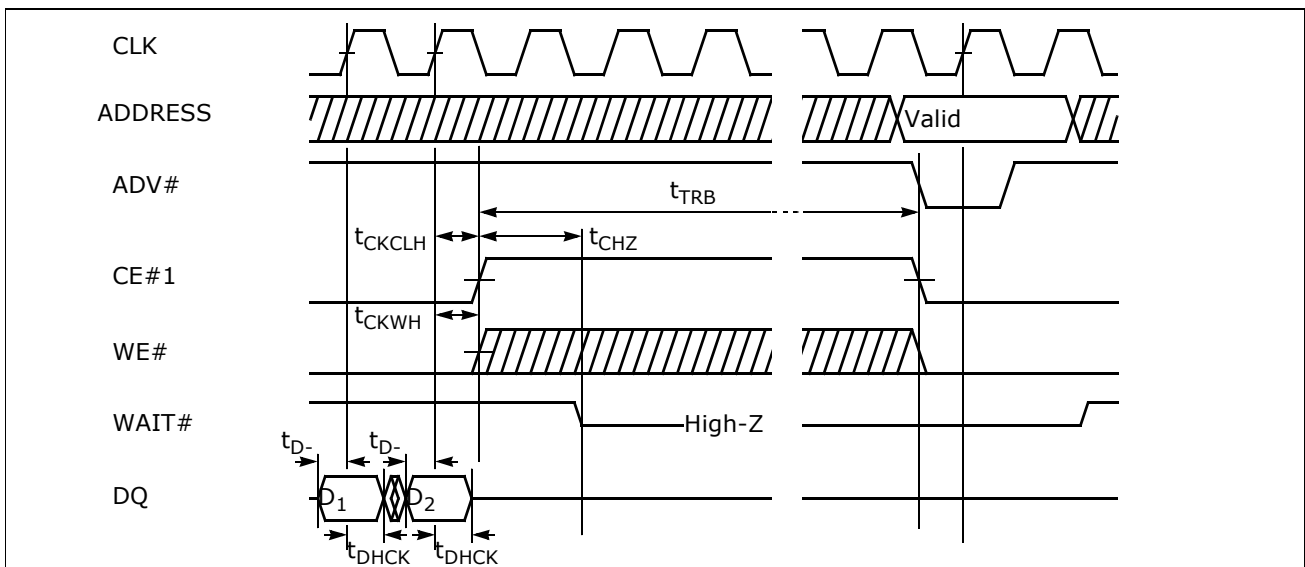 CLK
ADDRESS
Valid
ADV#
tTRB
tCKCLH
tCHZ
CE#1
tCKWH
WE#
WAIT#
High-Z
tD-
tD-
DQ
D1
D2
tDHCK
tDHCK